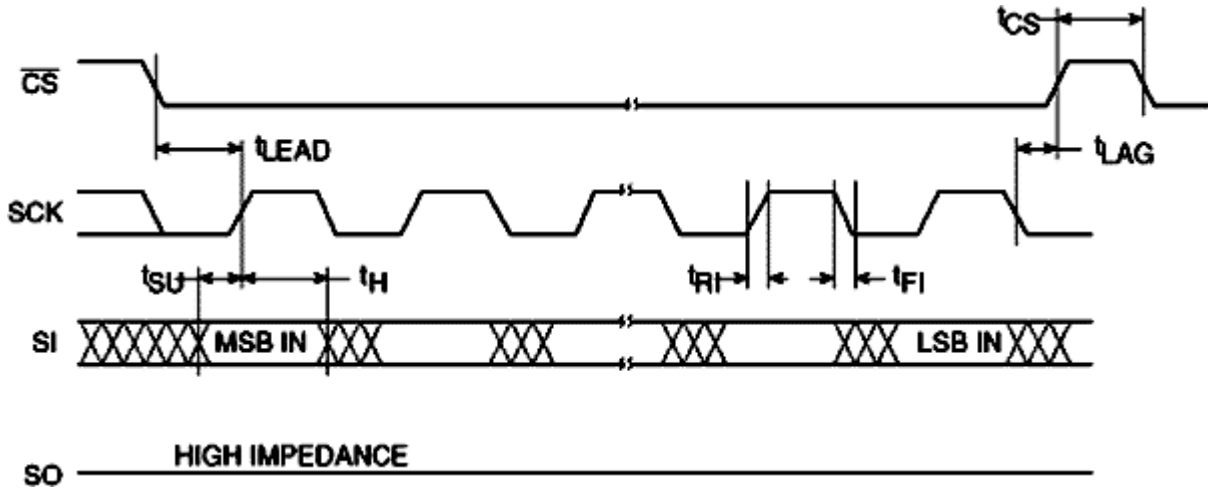 tCS
CS
tLEAD
tLAG
SCK
tSU
tH
tRI
tFI
SI
MSB IN
LSB IN
HIGH IMPEDANCE
SO